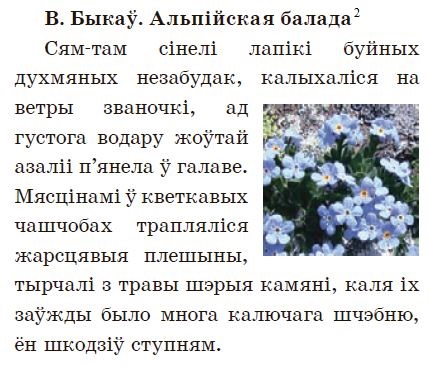 В. Быкаў. Альпійская балада²
Сям-там сінелі лапікі буйных
духмяных незабудак, калыхаліся на
ветры званочкі, ад
густога водару жоўтай
азаліі п’янела ў галаве.
Мясцінамі ў кветкавых
чашчобах трапляліся
жарсцявыя плешыны,
тырчалі з травы шэрыя камяні, каля іх
заўжды было многа калючага шчэбню,
ён шкодзіў ступням.